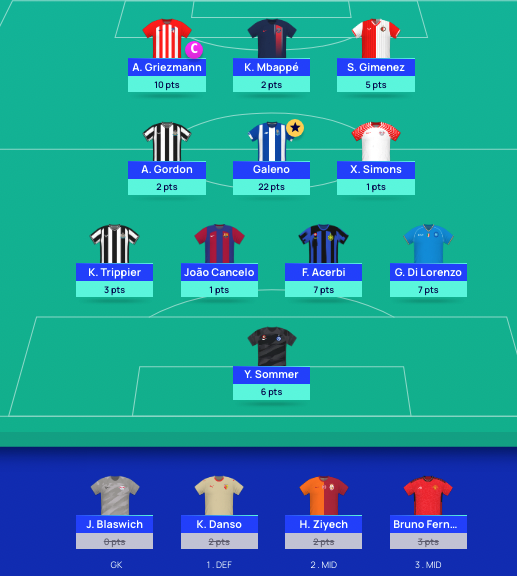 C
A. Griezmann K. Mbappé S. Gimenez
10 pts 2 pts 5 pts
A. Gordon Galeno X. Simons
2 pts 22 pts 1 pts
K. Trippier João Cancelo F. Acerbi G. Di Lorenzo
3 pts 1 pts 7 pts 7 pts
Y. Sommer
6 pts
J. Blaswich K. Danso H. Ziyech Bruno Fern...
0 pts 2 pts 2 pts 3 pts
GK 1. DEF 2. MID 3. MID